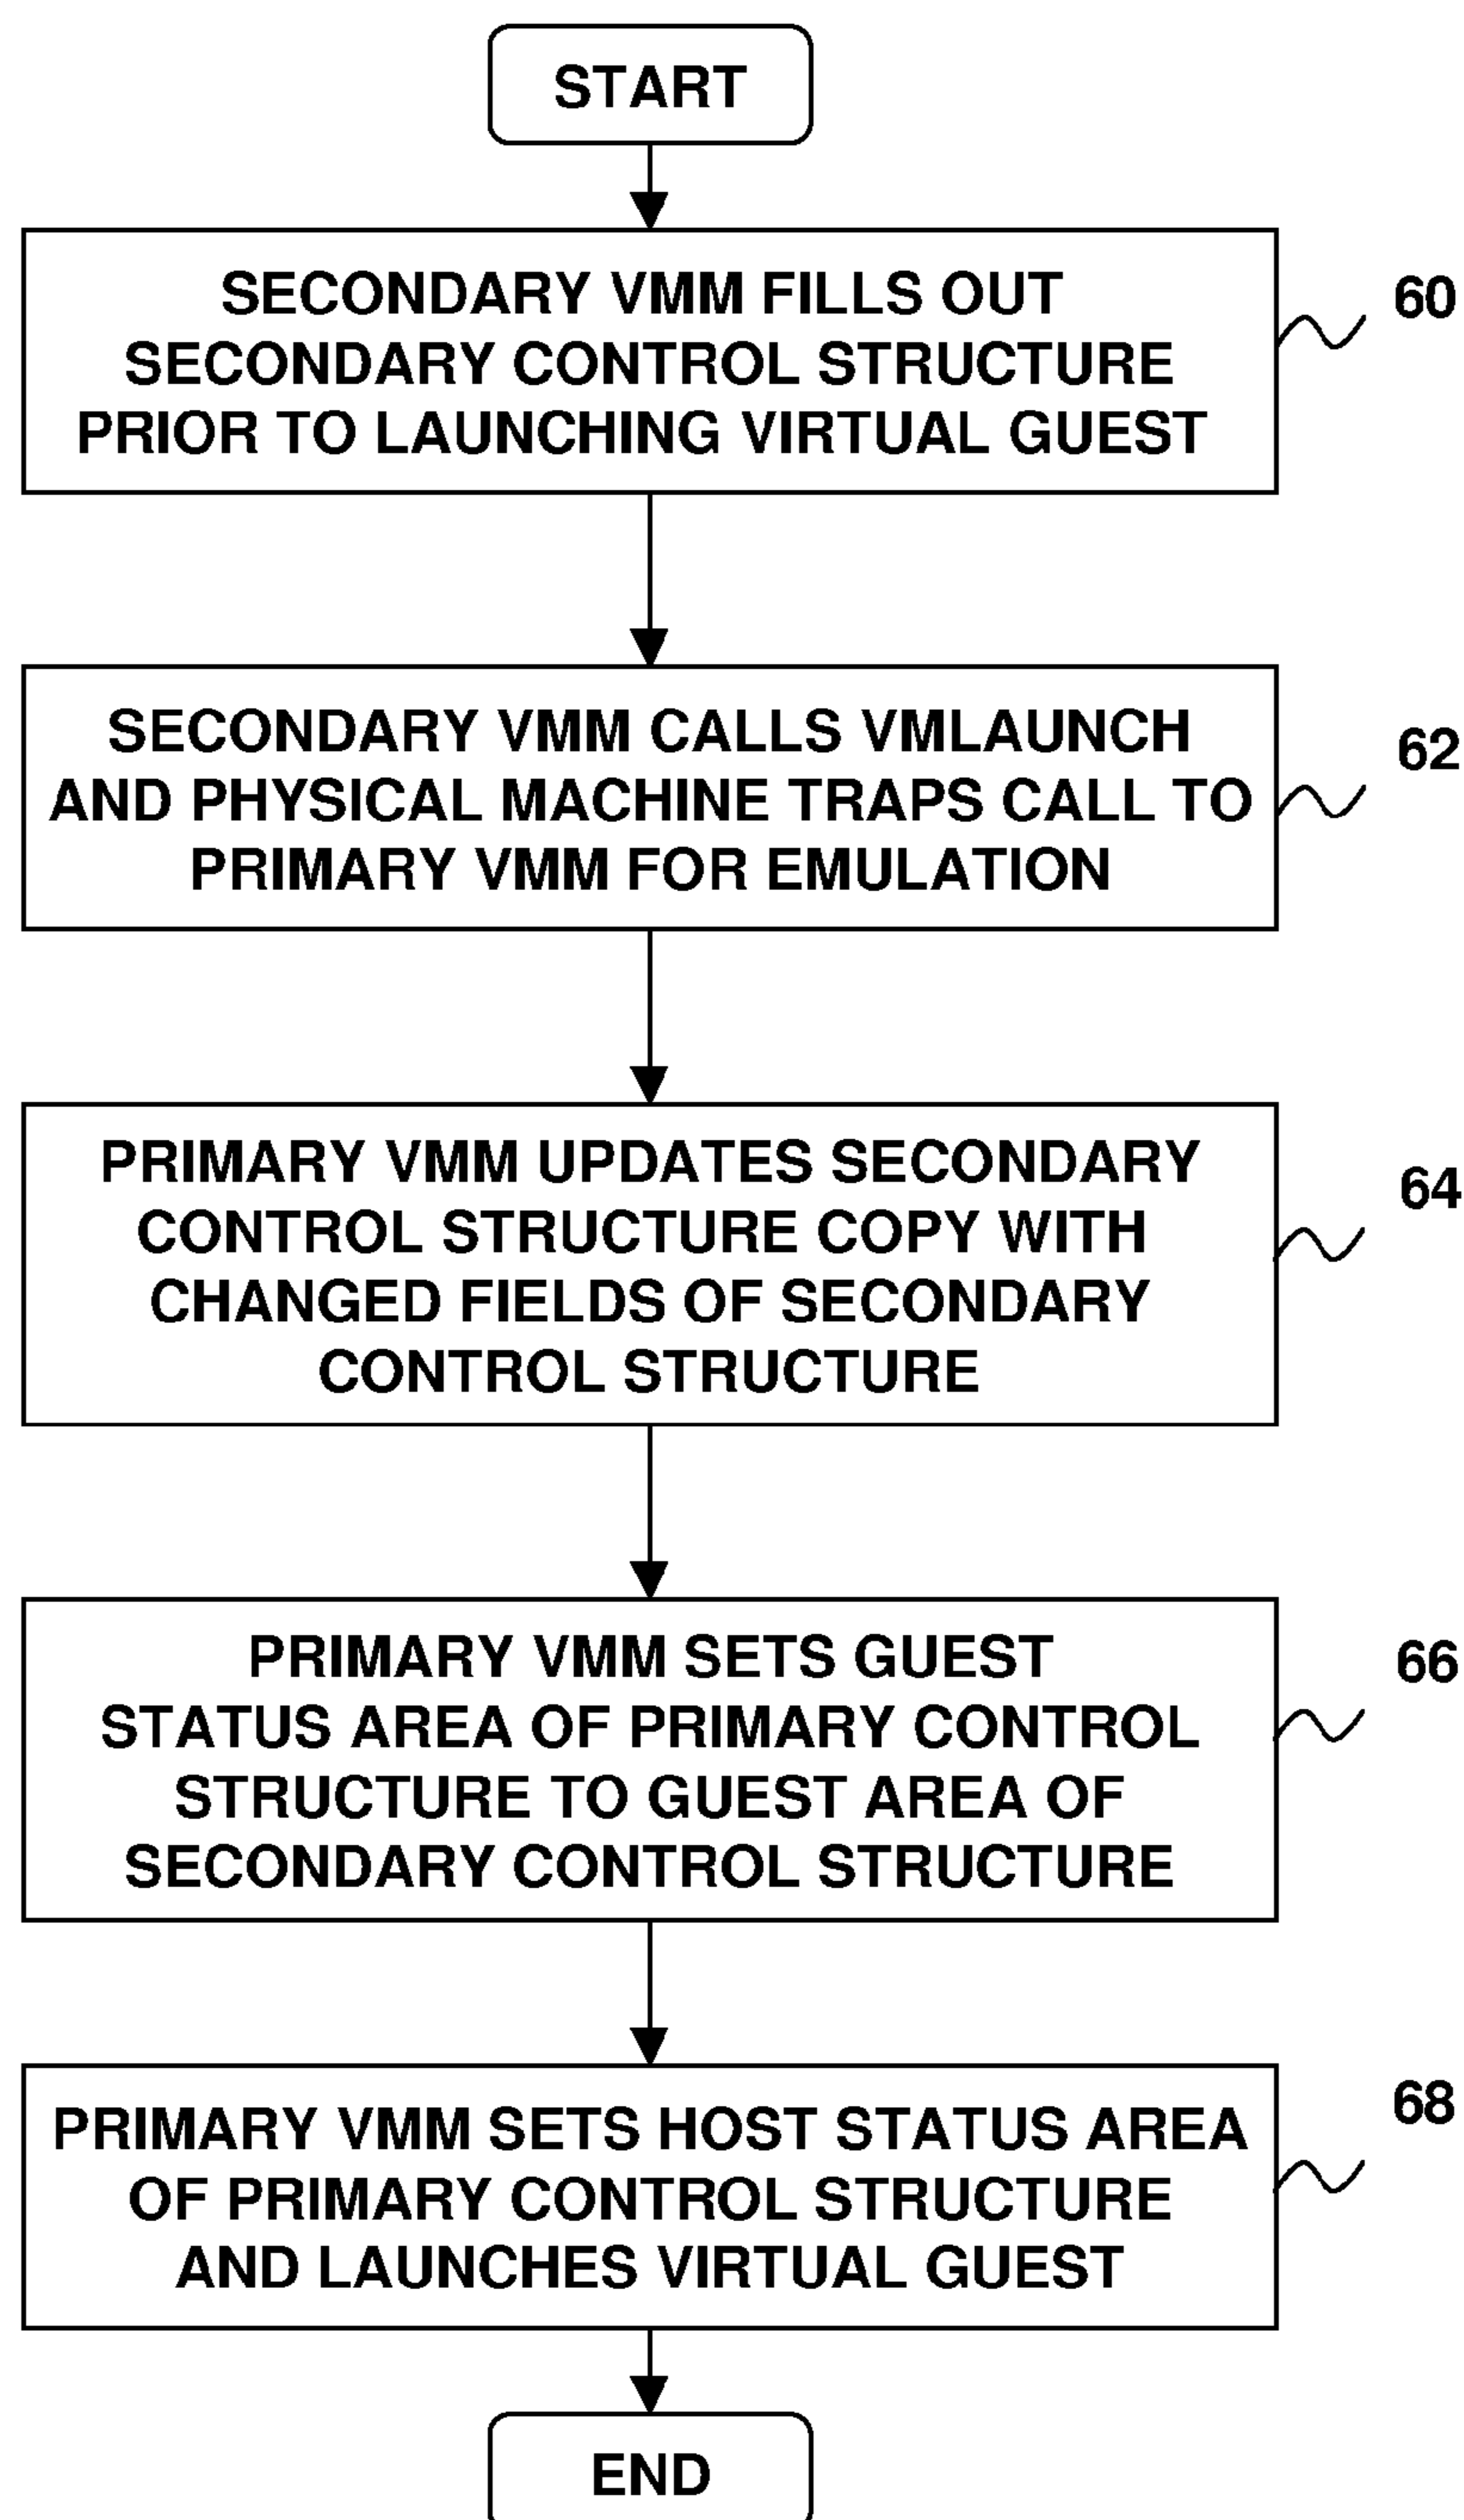 START
SECONDARY VMM FILLS OUT
SECONDARY CONTROL STRUCTURE
PRIOR TO LAUNCHING VIRTUAL GUEST
60
SECONDARY VMM CALLS VMLAUNCH
AND PHYSICAL MACHINE TRAPS CALL TO
PRIMARY VMM FOR EMULATION
62
PRIMARY VMM UPDATES SECONDARY
CONTROL STRUCTURE COPY WITH
CHANGED FIELDS OF SECONDARY
CONTROL STRUCTURE
64
PRIMARY VMM SETS GUEST
STATUS AREA OF PRIMARY CONTROL
STRUCTURE TO GUEST AREA OF
SECONDARY CONTROL STRUCTURE
66
PRIMARY VMM SETS HOST STATUS AREA
OF PRIMARY CONTROL STRUCTURE
AND LAUNCHES VIRTUAL GUEST
68
END